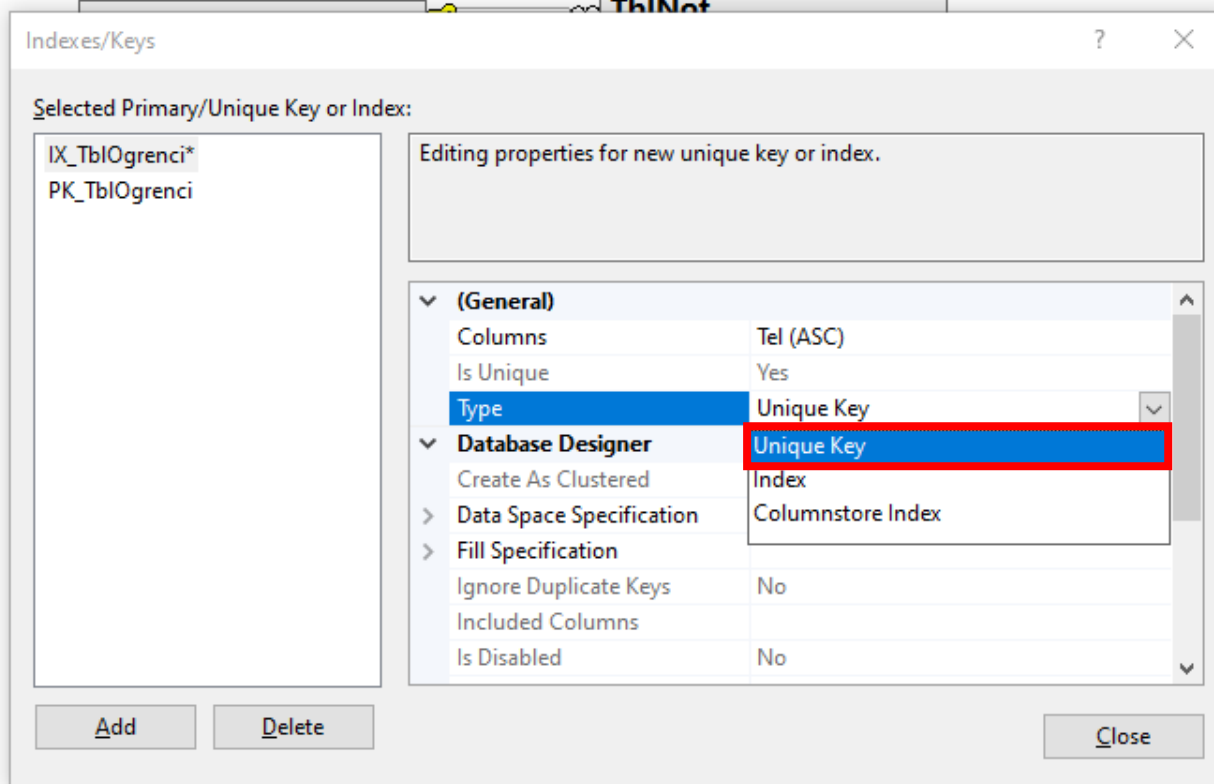 TblNot
Indexes/Keys ?
Selected Primary/Unique Key or Index:
IX_TblOgrenci*
PK_TblOgrenci
Editing properties for new unique key or index.
(General)
Columns Tel (ASC)
Is Unique Yes
Type Unique Key
Unique Key
Index
Columnstore Index
Database Designer
Create As Clustered
Data Space Specification
Fill Specification
Ignore Duplicate Keys No
Included Columns
Is Disabled No
Add Delete
Close